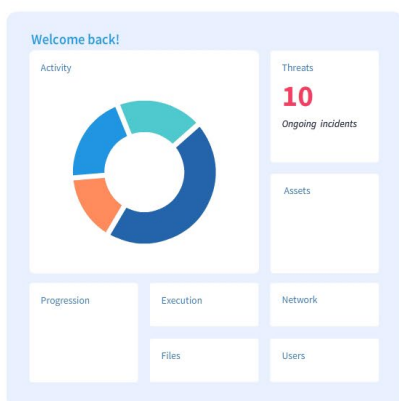 Welcome back!
Activity
Threats
10
Ongoing incidents
Assets
Progression
Execution
Network
Files
Users